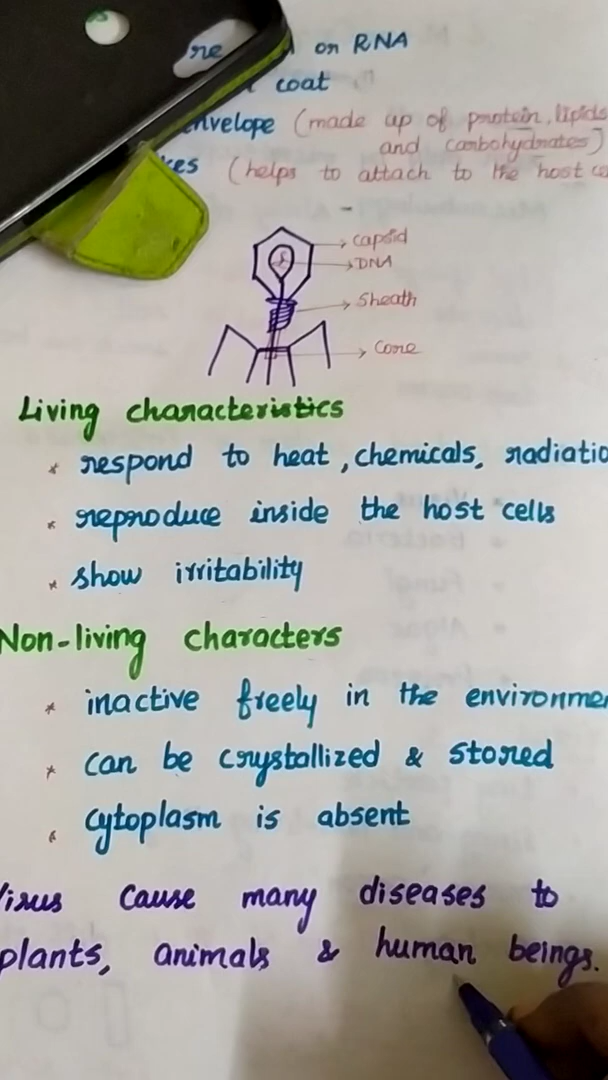 on RNA
coat
envelope (made up of protein, lipids
and carbohydrates)
(helps to attach to the host
capsid
DNA
Sheath
Core
Living characteristics
* respond to heat, chemicals, radiatio
* reproduce inside the host cells
* show irritability
Non-living characters
* inactive freely in the environme
* can be crystallized & stored
* cytoplasm is absent
Virus cause many diseases to
plants, animals & human beings.